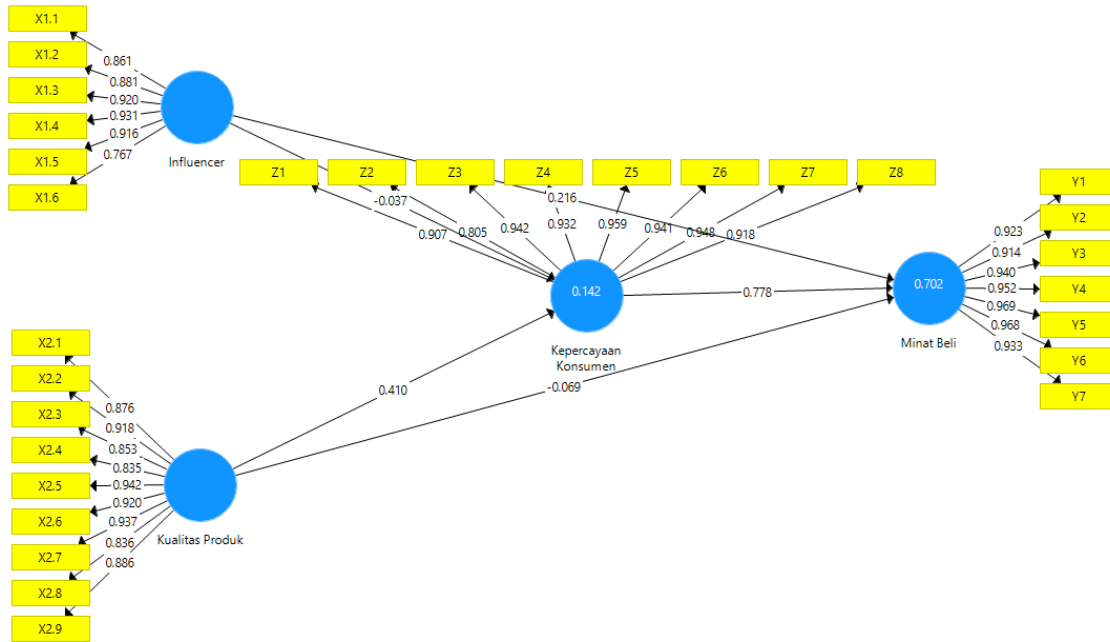 X1.1
X1.2
X1.3
X1.4
X1.5
X1.6
0.861
0.881
0.920
0.931
0.916
0.767
Influencer
Z1
Z2
Z3
Z4
Z5
Z6
Z7
Z8
-0.037
0.216
0.907
0.805
0.942
0.932
0.959
0.941
0.948
0.918
0.142
Kepercayaan
Konsumen
0.778
0.410
-0.069
0.702
Minat Beli
0.923
0.914
0.940
0.952
0.969
0.968
0.933
Y1
Y2
Y3
Y4
Y5
Y6
Y7
X2.1
X2.2
X2.3
X2.4
X2.5
X2.6
X2.7
X2.8
X2.9
0.876
0.918
0.853
0.835
0.942
0.920
0.937
0.836
0.886
Kualitas Produk